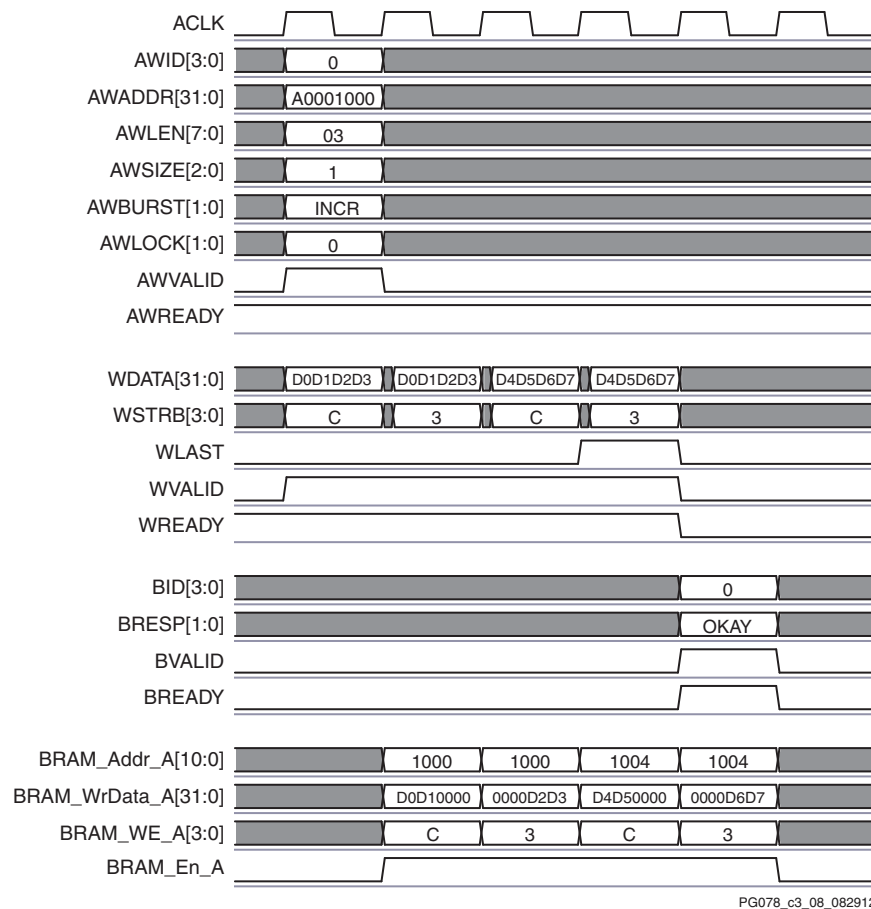 ACLK
AWID[3:0] 0
AWADDR[31:0] A0001000
AWLEN[7:0] 03
AWSIZE[2:0] 1
AWBURST[1:0] INCR
AWLOCK[1:0] 0
AWVALID
AWREADY
WDATA[31:0] D0D1D2D3 D0D1D2D3 D4D5D6D7 D4D5D6D7
WSTRB[3:0] C 3 C 3
WLAST
WVALID
WREADY
BID[3:0] 0
BRESP[1:0] OKAY
BVALID
BREADY
BRAM_Addr_A[10:0] 1000 1000 1004 1004
BRAM_WrData_A[31:0] D0D10000 0000D2D3 D4D50000 0000D6D7
BRAM_WE_A[3:0] C 3 C 3
BRAM_En_A
PG078_c3_08_082912